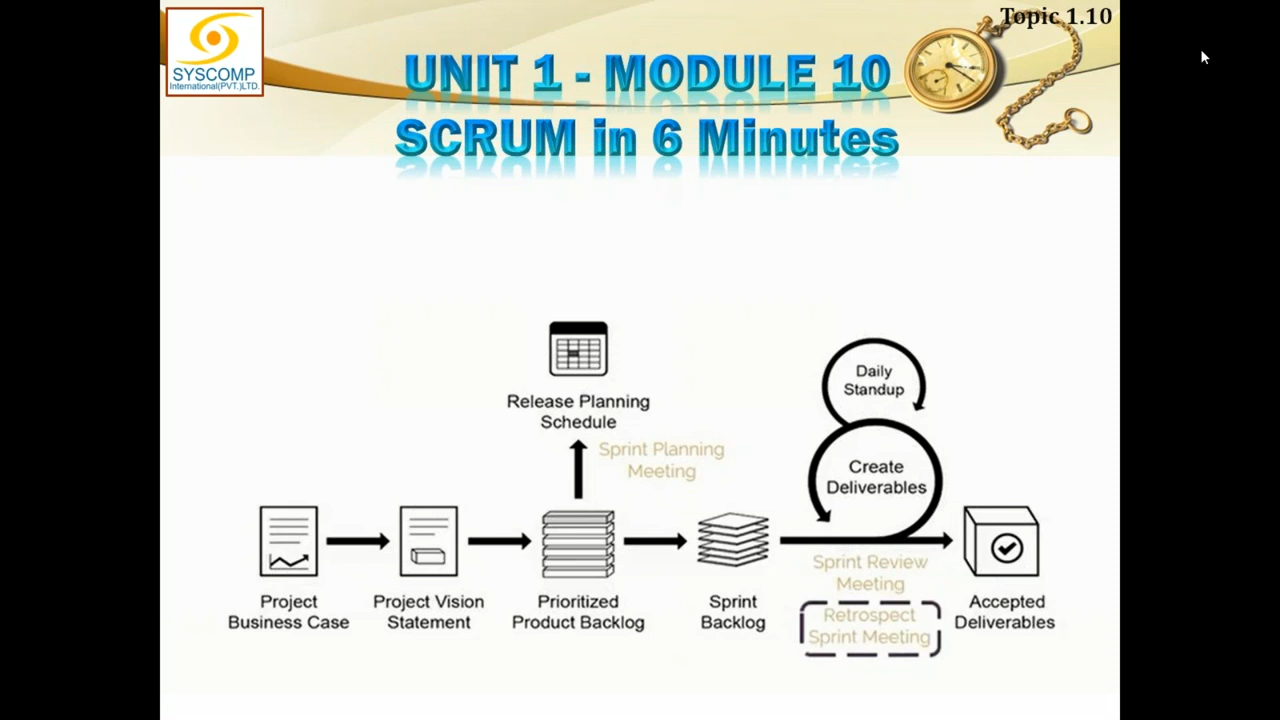 Topic 1.10
SYSCOMP
International(PVT.)LTD.
UNIT 1 - MODULE 10
SCRUM in 6 Minutes
Release Planning
Schedule
Sprint Planning
Meeting
Daily
Standup
Create
Deliverables
Project
Business Case
Project Vision
Statement
Prioritized
Product Backlog
Sprint
Backlog
Sprint Review
Meeting
Retrospect
Sprint Meeting
Accepted
Deliverables